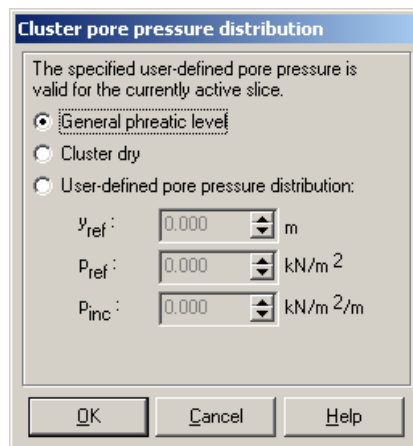 Cluster pore pressure distribution
The specified user-defined pore pressure is
valid for the currently active slice.
General phreatic level
Cluster dry
User-defined pore pressure distribution:
yref : 0.000 m
pref : 0.000 kN/m 2
pinc : 0.000 kN/m 2/m
OK Cancel Help